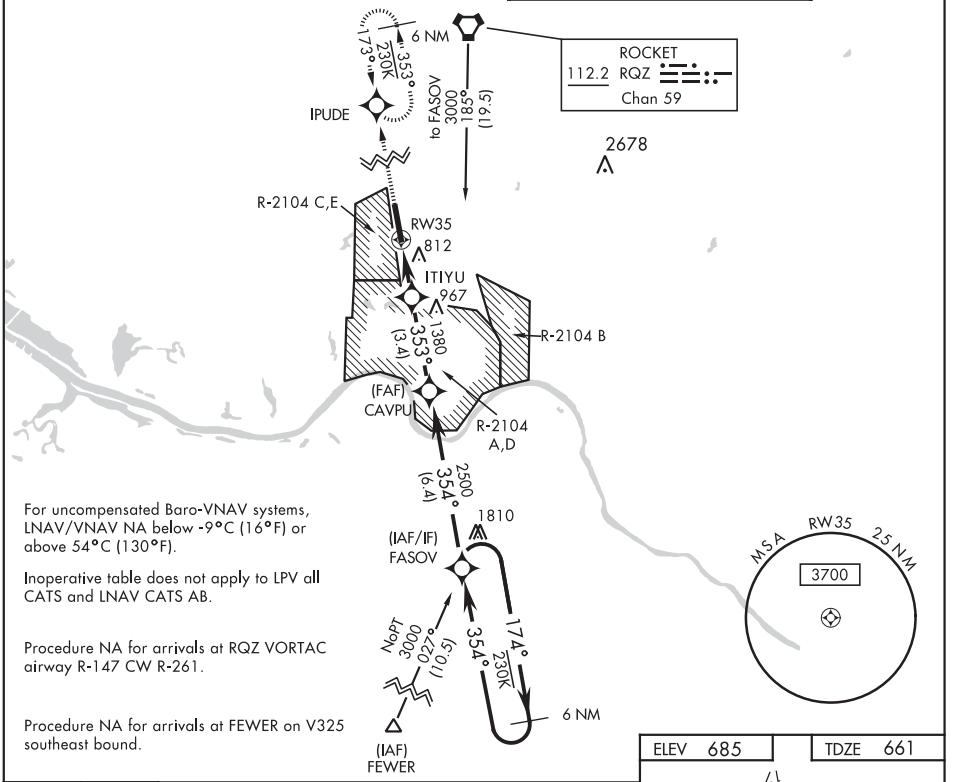 6 NM
173°
230K
353°
IPUDE
to FASOV
3000
185°
(19.5)
ROCKET
112.2 RQZ
Chan 59
2678
R-2104 C,E
RW35
812
ITIYU
967
1380
353°
(3.4)
R-2104 B
(FAF)
CAVPU
R-2104
A,D
2500
354°
(6.4)
For uncompensated Baro-VNAV systems,
LNAV/VNAV NA below -9°C (16°F) or
above 54°C (130°F).
Inoperative table does not apply to LPV all
CATS and LNAV CATS AB.
Procedure NA for arrivals at RQZ VORTAC
airway R-147 CW R-261.
Procedure NA for arrivals at FEWER on V325
southeast bound.
1810
(IAF/IF)
FASOV
NoPT
3000
027°
(10.5)
354°
174°
230K
6 NM
(IAF)
FEWER
MSA RW35 25 NM
3700
ELEV 685
TDZE 661